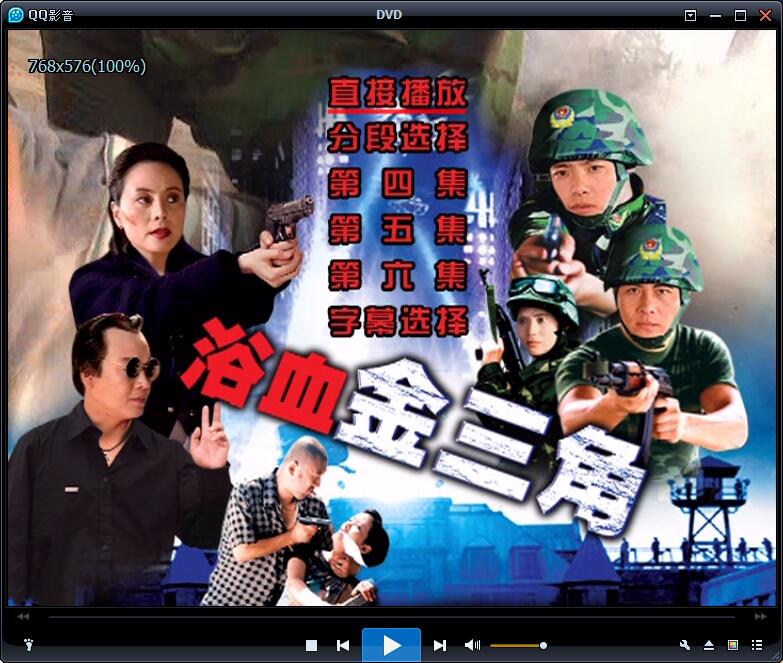 QQ影音
DVD
768x576(100%)
直接播放
分段选择
第四集
第五集
第六集
字幕选择
浴血金三角